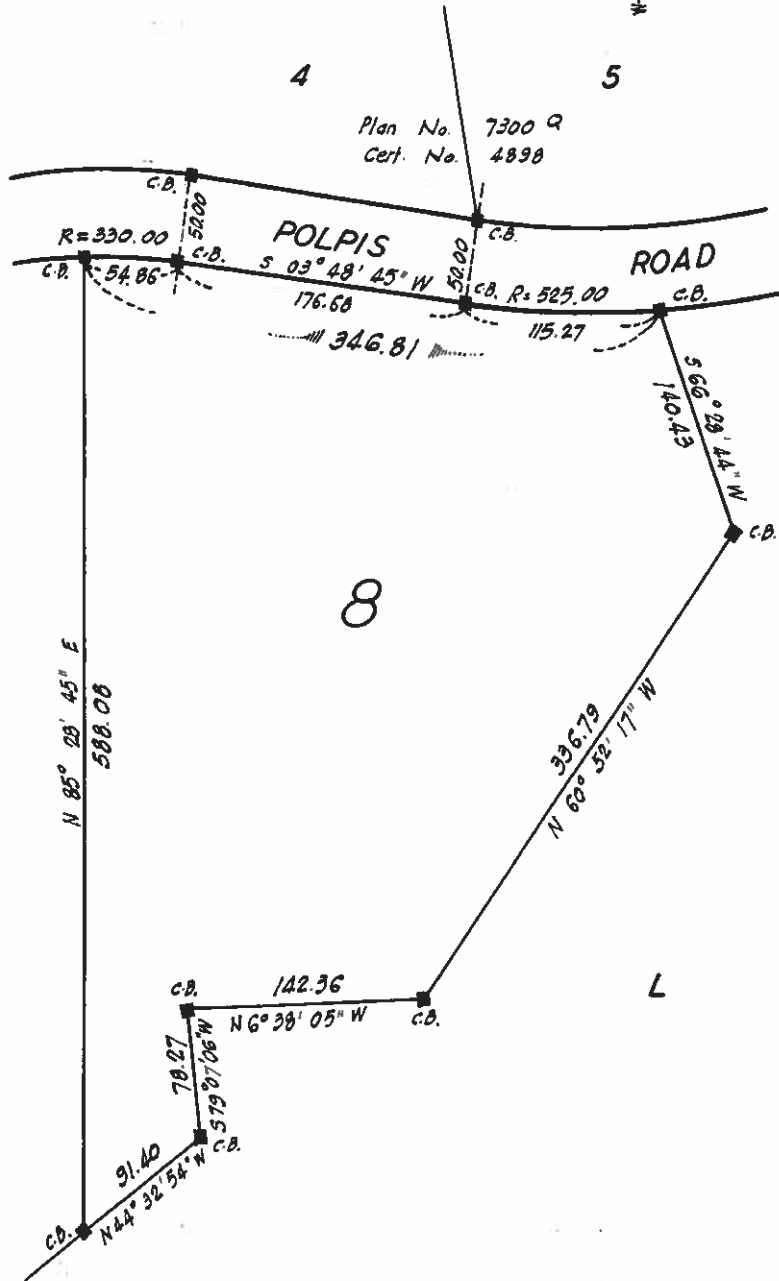 4
5
Plan No. 7300 Q
Cert. No. 4898
C.B.
50.00
POLPIS
C.B.
ROAD
R=330.00
C.B.
54.86
C.B.
S 03° 48' 45" W
50.00
C.B.
R=525.00
C.B.
176.68
115.27
346.81
S 66° 28' 44" W
140.43
C.B.
8
N 85° 28' 45" E
588.08
336.79
N 60° 52' 17" W
L
C.B.
142.36
N 6° 38' 05" W
C.B.
78.27
S 79° 07' 06" W
C.B.
91.40
N 44° 32' 54" W
C.B.